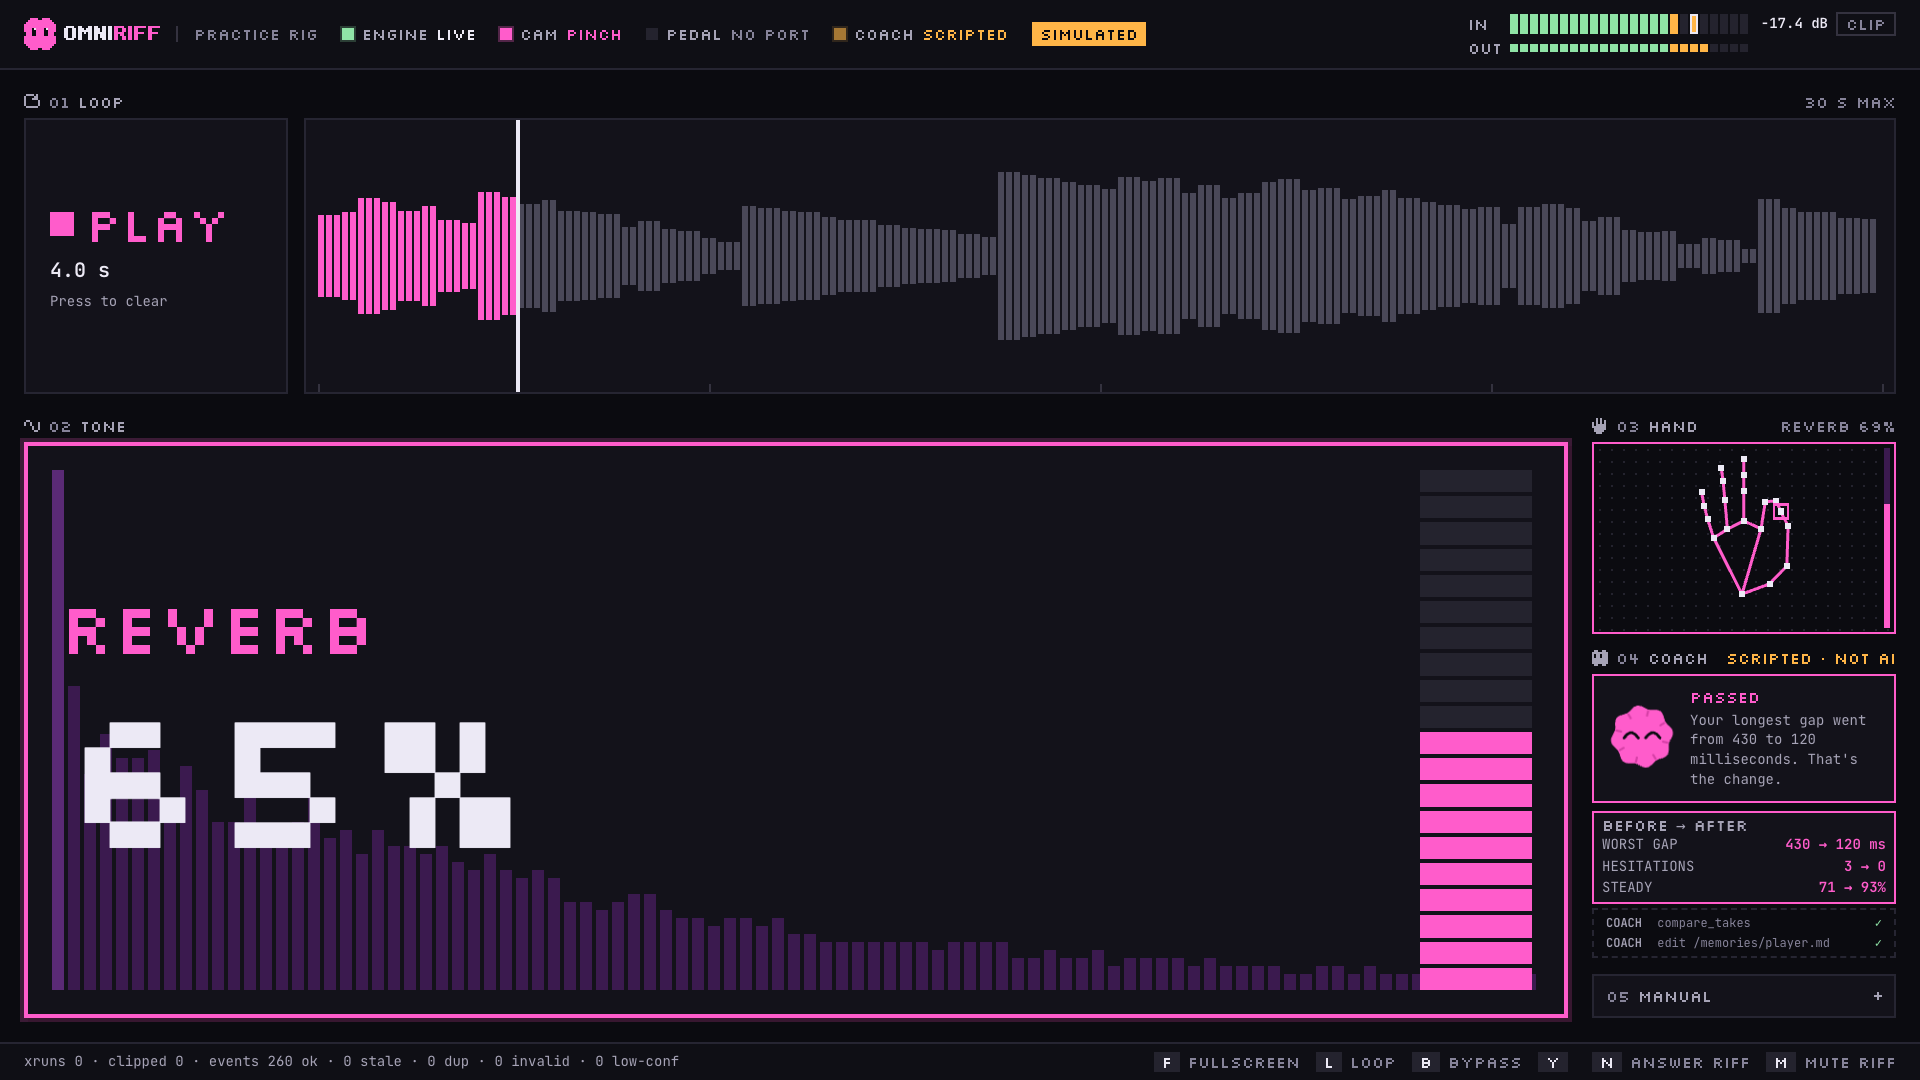 OMNIRIFF PRACTICE RIG ENGINE LIVE CAM PINCH PEDAL NO PORT COACH SCRIPTED SIMULATED
IN -17.4 dB CLIP
OUT
01 LOOP 30 S MAX
PLAY
4.0 s
Press to clear
02 TONE
REVERB
65%
03 HAND REVERB 69%
04 COACH SCRIPTED · NOT AI
PASSED
Your longest gap went
from 430 to 120
milliseconds. That's
the change.
BEFORE → AFTER
WORST GAP 430 → 120 ms
HESITATIONS 3 → 0
STEADY 71 → 93%
COACH compare_takes ✓
COACH edit /memories/player.md ✓
05 MANUAL +
xruns 0 · clipped 0 · events 260 ok · 0 stale · 0 dup · 0 invalid · 0 low-conf
F FULLSCREEN L LOOP B BYPASS Y N ANSWER RIFF M MUTE RIFF